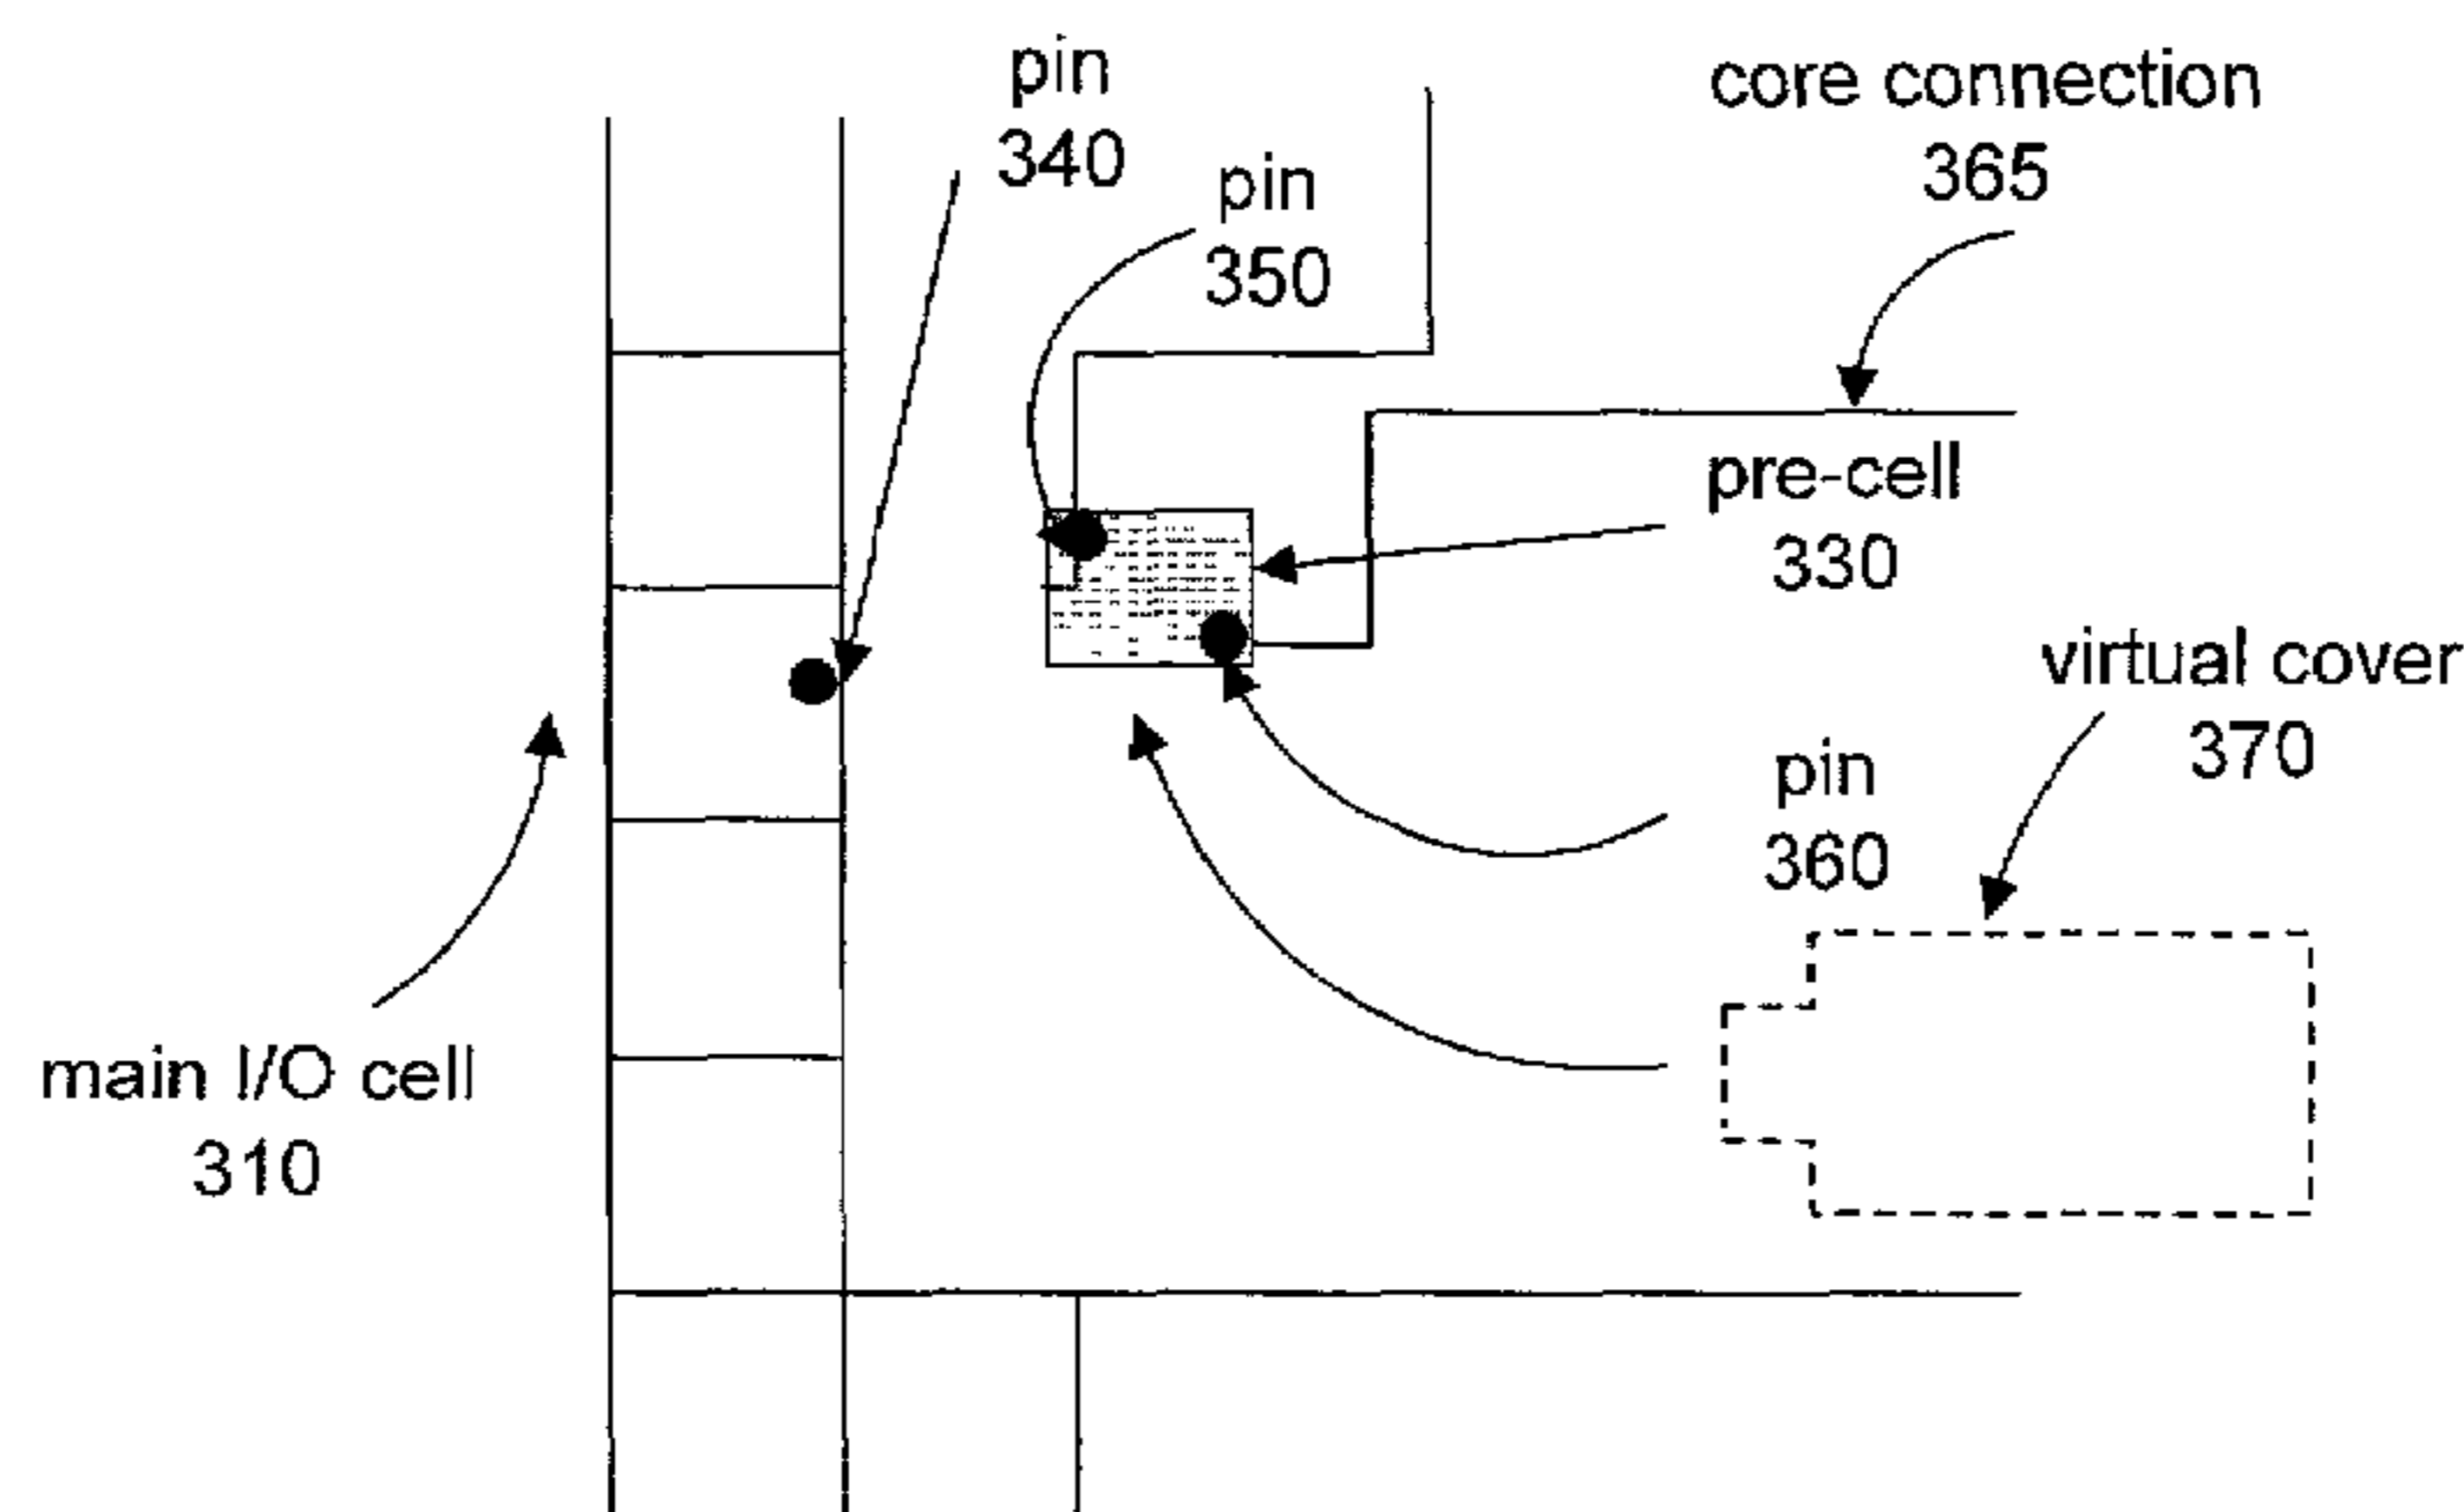 pin
340
pin
350
core connection
365
pre-cell
330
virtual cover
370
pin
360
main I/O cell
310